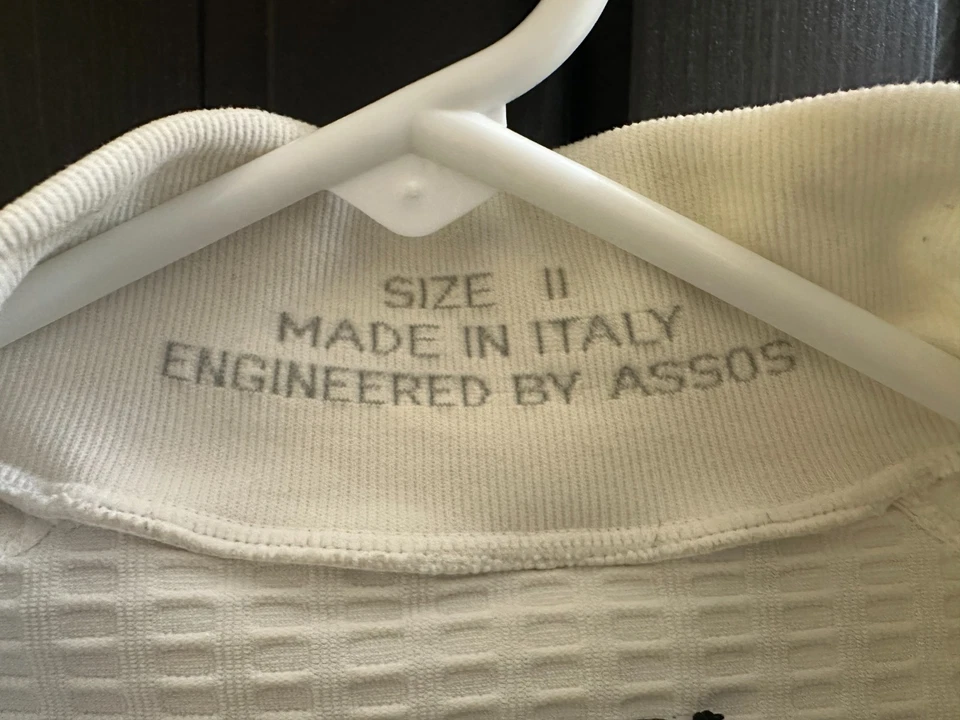 SIZE II
MADE IN ITALY
ENGINEERED BY ASSOS